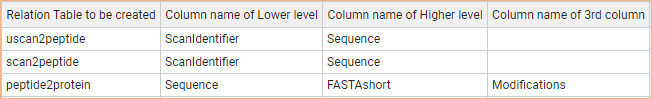 Relation Table to be created Column name of Lower level Column name of Higher level Column name of 3rd column
uscan2peptide ScanIdentifier Sequence
scan2peptide ScanIdentifier Sequence
peptide2protein Sequence FASTAshort Modifications